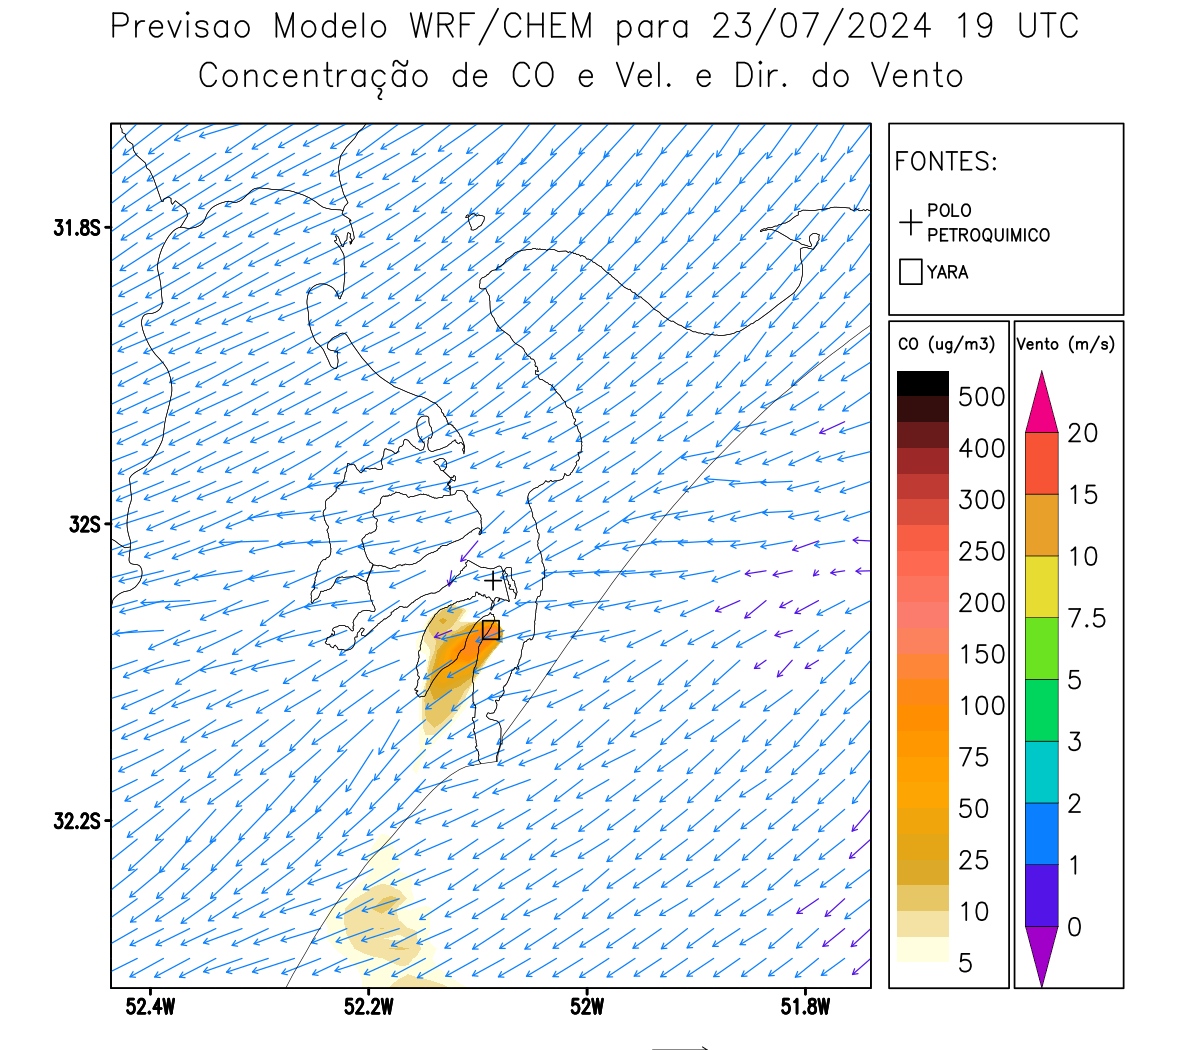 Previsao Modelo WRF/CHEM para 23/07/2024 19 UTC
Concentração de CO e Vel. e Dir. do Vento
FONTES:
POLO
PETROQUIMICO
YARA
CO (ug/m3)
500
400
300
250
200
150
100
75
50
25
10
5
Vento (m/s)
20
15
10
7.5
5
3
2
1
0
31.8S
32S
32.2S
52.4W
52.2W
52W
51.8W